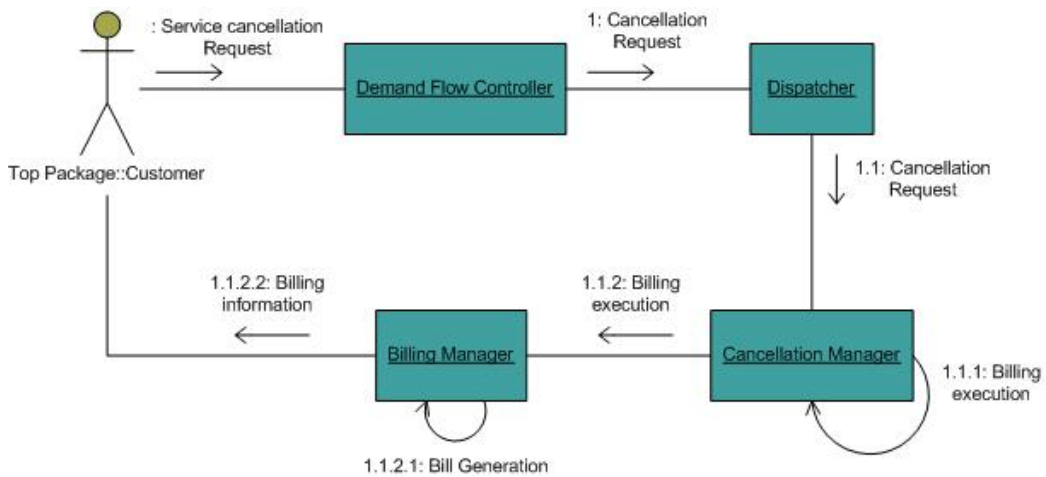 : Service cancellation
Request
1: Cancellation
Request
Demand Flow Controller
Dispatcher
Top Package::Customer
1.1: Cancellation
Request
1.1.2.2: Billing
information
1.1.2: Billing
execution
Billing Manager
Cancellation Manager
1.1.1: Billing
execution
1.1.2.1: Bill Generation